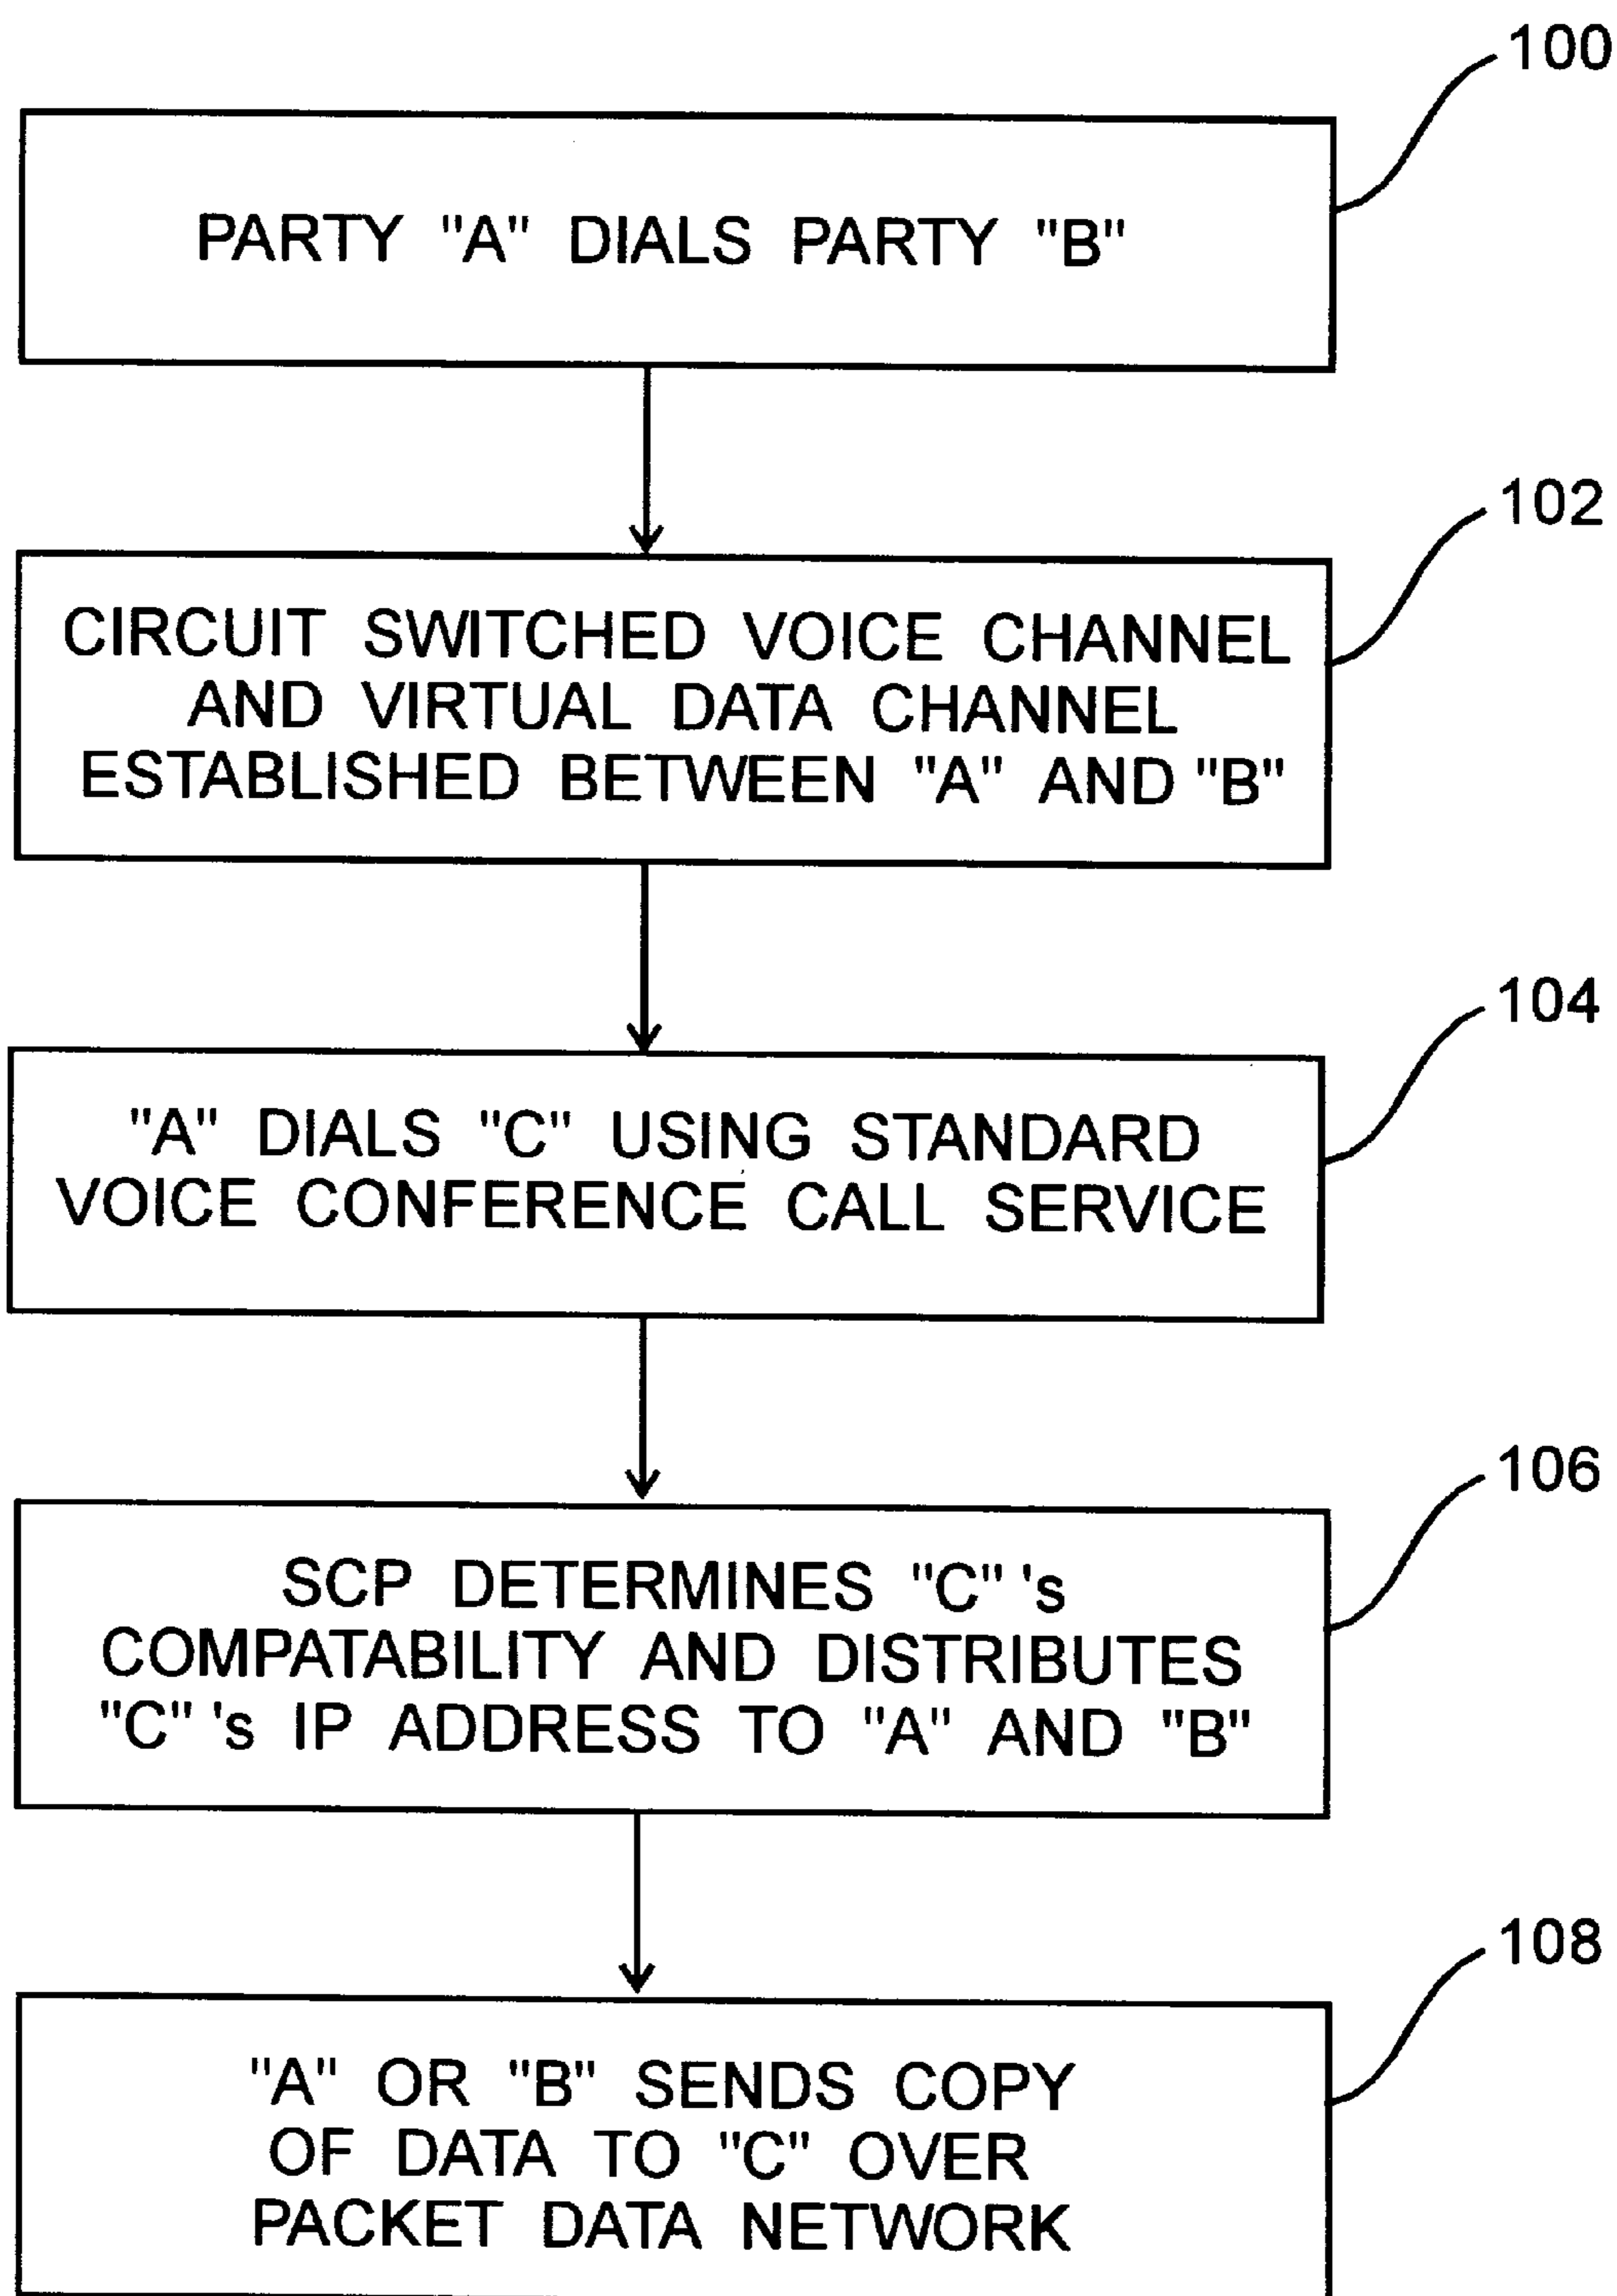 100
PARTY "A" DIALS PARTY "B"
102
CIRCUIT SWITCHED VOICE CHANNEL
AND VIRTUAL DATA CHANNEL
ESTABLISHED BETWEEN "A" AND "B"
104
"A" DIALS "C" USING STANDARD
VOICE CONFERENCE CALL SERVICE
106
SCP DETERMINES "C" 's
COMPATABILITY AND DISTRIBUTES
"C" 's IP ADDRESS TO "A" AND "B"
108
"A" OR "B" SENDS COPY
OF DATA TO "C" OVER
PACKET DATA NETWORK